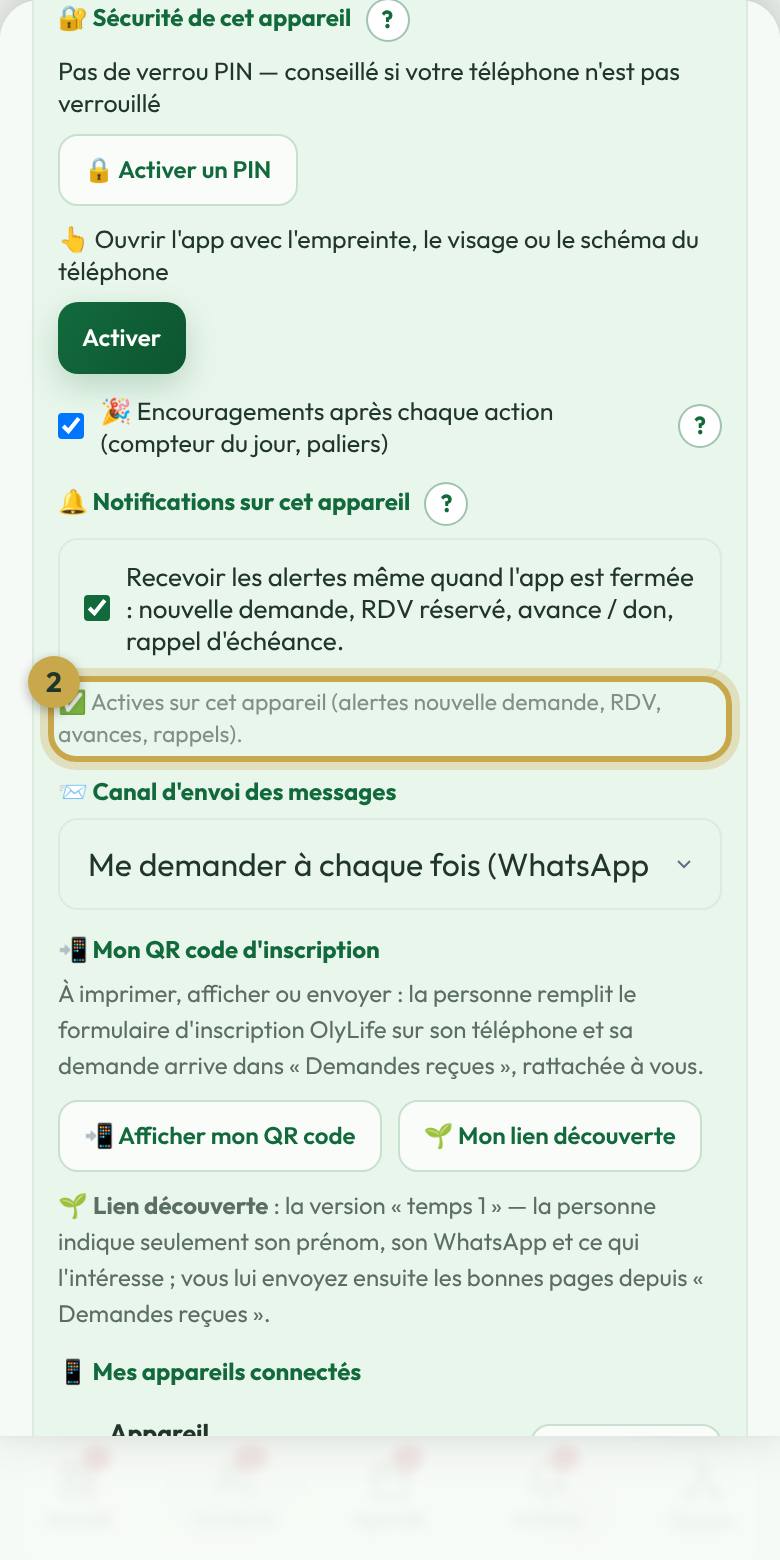 🔐 Sécurité de cet appareil ?
Pas de verrou PIN — conseillé si votre téléphone n'est pas
verrouillé
🔒 Activer un PIN
👆 Ouvrir l'app avec l'empreinte, le visage ou le schéma du
téléphone
Activer
🎉 Encouragements après chaque action
(compteur du jour, paliers)
?
🔔 Notifications sur cet appareil ?
Recevoir les alertes même quand l'app est fermée
: nouvelle demande, RDV réservé, avance / don,
rappel d'échéance.
2
✅ Actives sur cet appareil (alertes nouvelle demande, RDV,
avances, rappels).
📨 Canal d'envoi des messages
Me demander à chaque fois (WhatsApp
📲 Mon QR code d'inscription
À imprimer, afficher ou envoyer : la personne remplit le
formulaire d'inscription OlyLife sur son téléphone et sa
demande arrive dans « Demandes reçues », rattachée à vous.
📲 Afficher mon QR code
🌱 Mon lien découverte
🌱 Lien découverte : la version « temps 1 » — la personne
indique seulement son prénom, son WhatsApp et ce qui
l'intéresse ; vous lui envoyez ensuite les bonnes pages depuis «
Demandes reçues ».
📱 Mes appareils connectés
Appareil